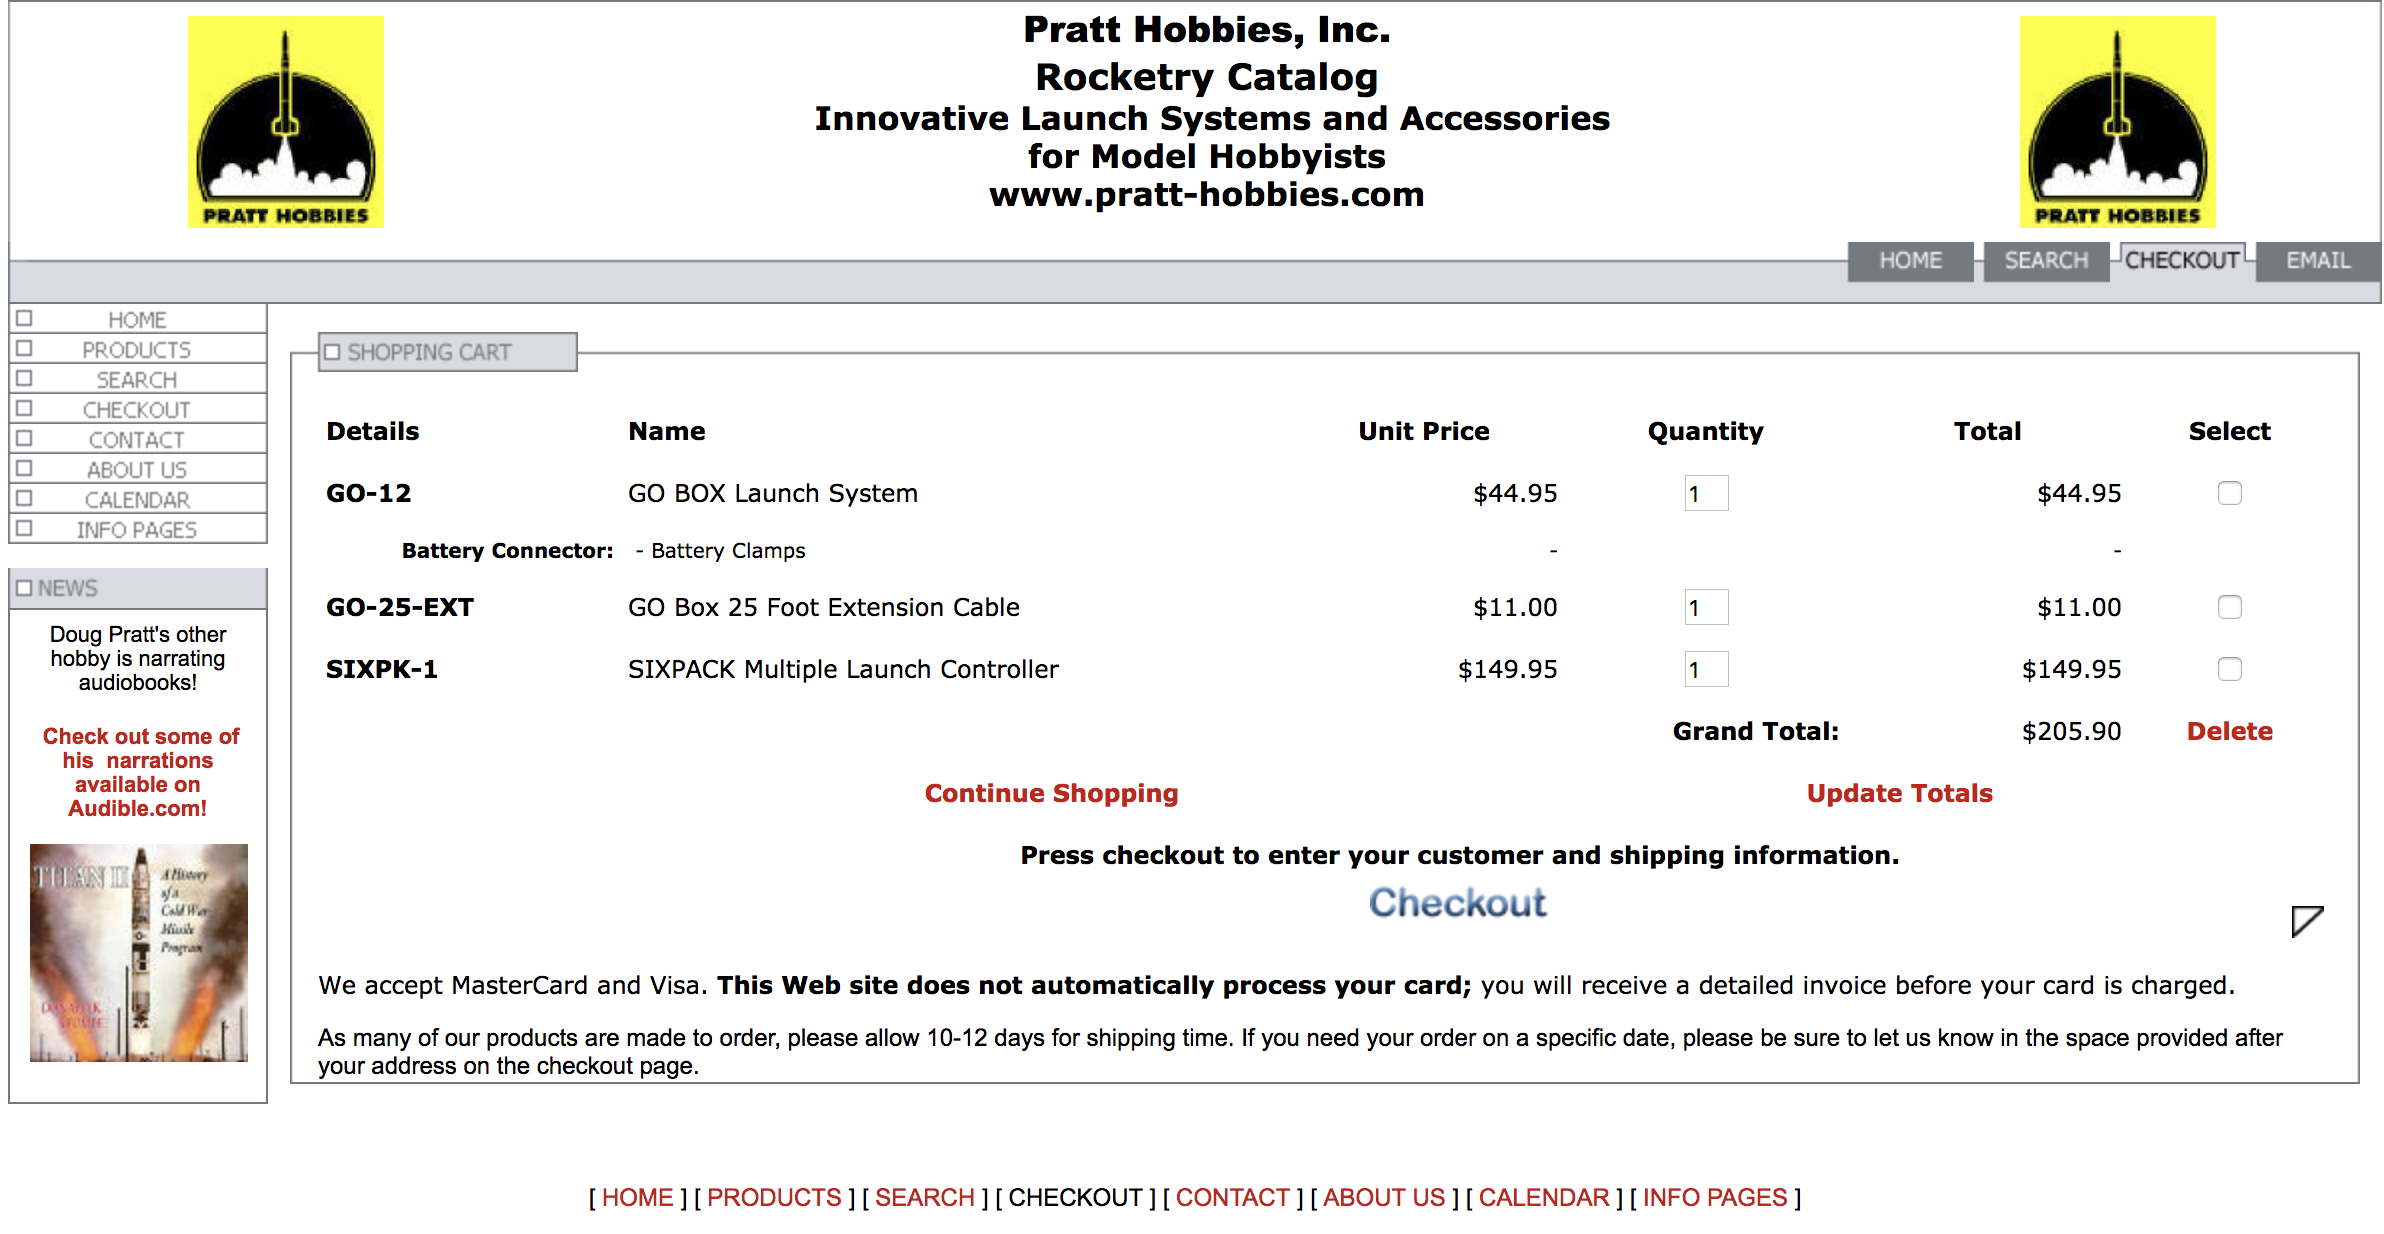 Pratt Hobbies, Inc.
Rocketry Catalog
Innovative Launch Systems and Accessories
for Model Hobbyists
www.pratt-hobbies.com
PRATT HOBBIES
PRATT HOBBIES
HOME SEARCH CHECKOUT EMAIL
HOME
PRODUCTS
SEARCH
CHECKOUT
CONTACT
ABOUT US
CALENDAR
INFO PAGES
NEWS
Doug Pratt's other
hobby is narrating
audiobooks!
Check out some of
his narrations
available on
Audible.com!
TITAN II
A History
of a
Cold War
Missile
Program
SHOPPING CART
Details Name Unit Price Quantity Total Select
GO-12 GO BOX Launch System $44.95 1 $44.95
Battery Connector: - Battery Clamps - -
GO-25-EXT GO Box 25 Foot Extension Cable $11.00 1 $11.00
SIXPK-1 SIXPACK Multiple Launch Controller $149.95 1 $149.95
Grand Total: $205.90 Delete
Continue Shopping Update Totals
Press checkout to enter your customer and shipping information.
Checkout
We accept MasterCard and Visa. This Web site does not automatically process your card; you will receive a detailed invoice before your card is charged.
As many of our products are made to order, please allow 10-12 days for shipping time. If you need your order on a specific date, please be sure to let us know in the space provided after
your address on the checkout page.
[ HOME ] [ PRODUCTS ] [ SEARCH ] [ CHECKOUT ] [ CONTACT ] [ ABOUT US ] [ CALENDAR ] [ INFO PAGES ]